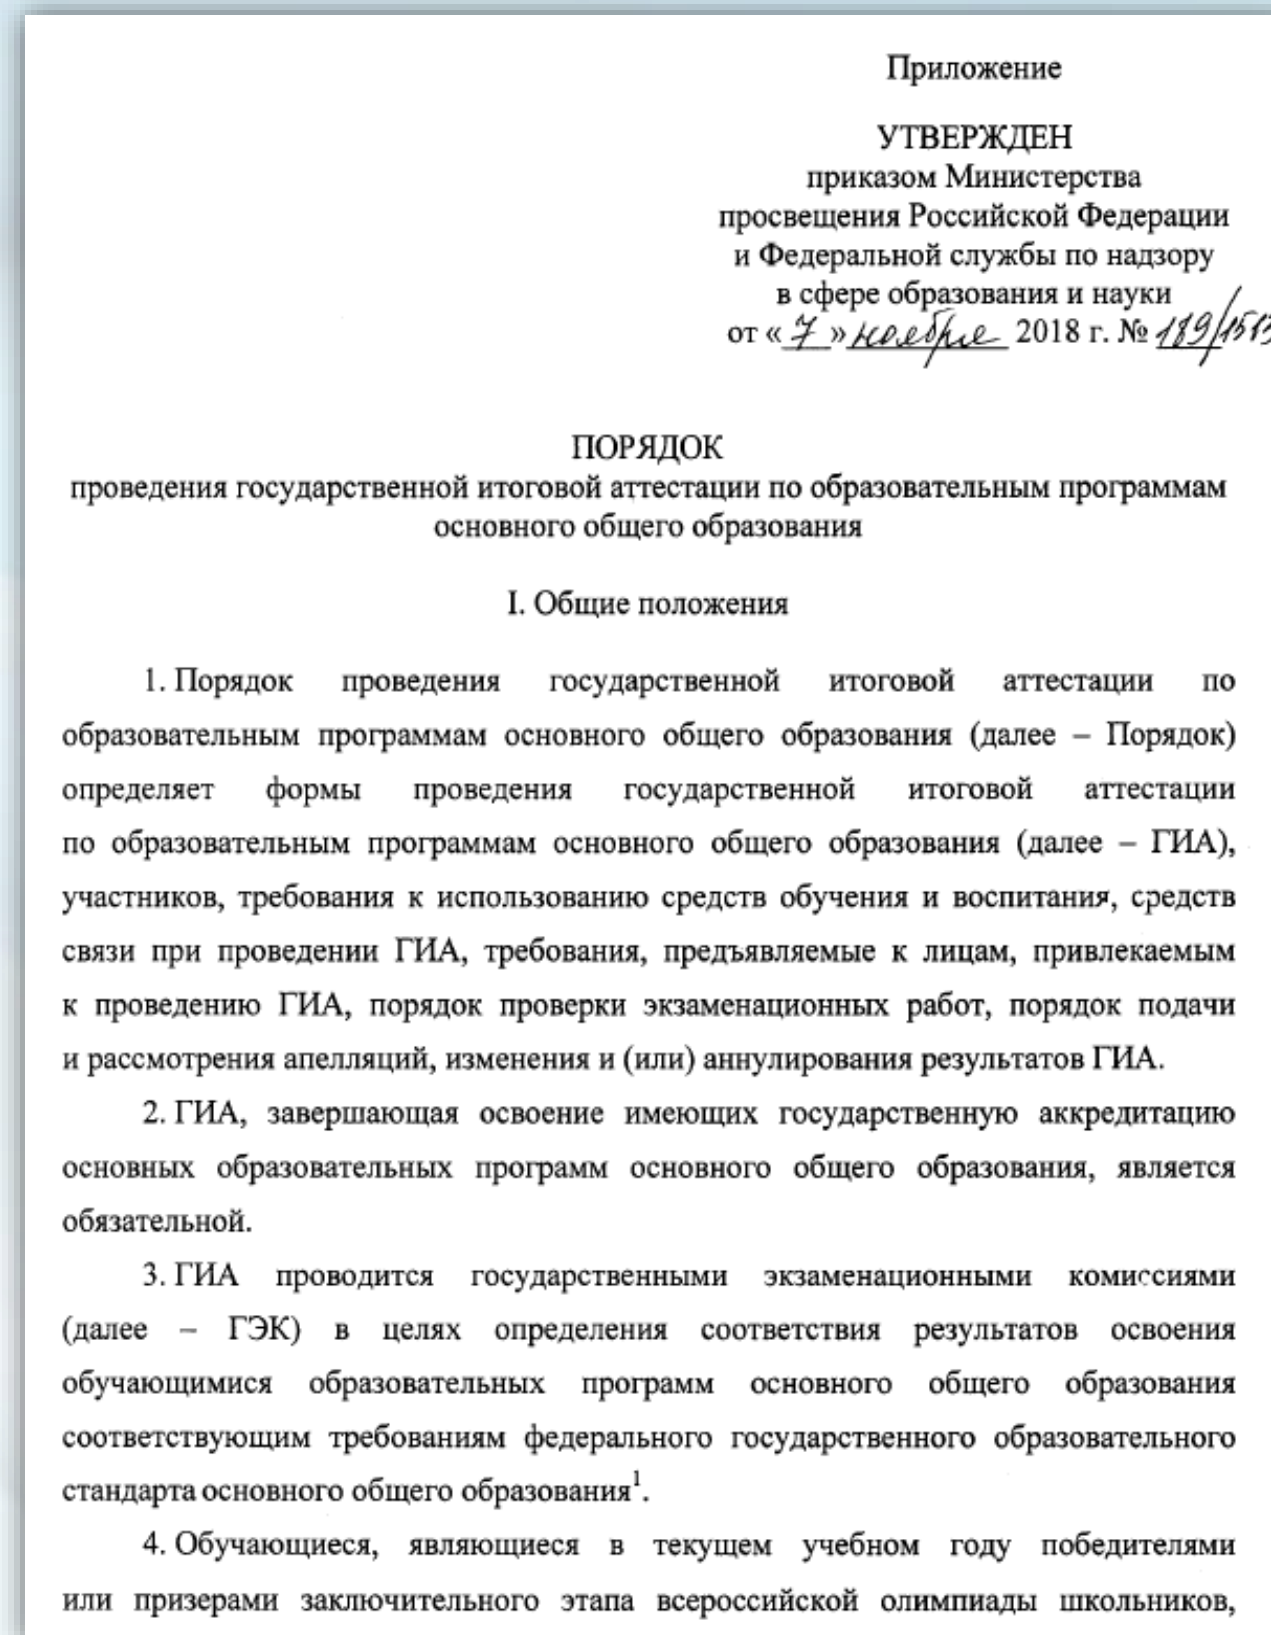 Приложение
УТВЕРЖДЕН
приказом Министерства
просвещения Российской Федерации
и Федеральной службы по надзору
в сфере образования и науки
от « 7 » ноября 2018 г. № 189/1513
ПОРЯДОК
проведения государственной итоговой аттестации по образовательным программам
основного общего образования
I. Общие положения
1. Порядок проведения государственной итоговой аттестации по
образовательным программам основного общего образования (далее – Порядок)
определяет формы проведения государственной итоговой аттестации
по образовательным программам основного общего образования (далее – ГИА),
участников, требования к использованию средств обучения и воспитания, средств
связи при проведении ГИА, требования, предъявляемые к лицам, привлекаемым
к проведению ГИА, порядок проверки экзаменационных работ, порядок подачи
и рассмотрения апелляций, изменения и (или) аннулирования результатов ГИА.
2. ГИА, завершающая освоение имеющих государственную аккредитацию
основных образовательных программ основного общего образования, является
обязательной.
3. ГИА проводится государственными экзаменационными комиссиями
(далее – ГЭК) в целях определения соответствия результатов освоения
обучающимися образовательных программ основного общего образования
соответствующим требованиям федерального государственного образовательного
стандарта основного общего образования¹.
4. Обучающиеся, являющиеся в текущем учебном году победителями
или призерами заключительного этапа всероссийской олимпиады школьников,